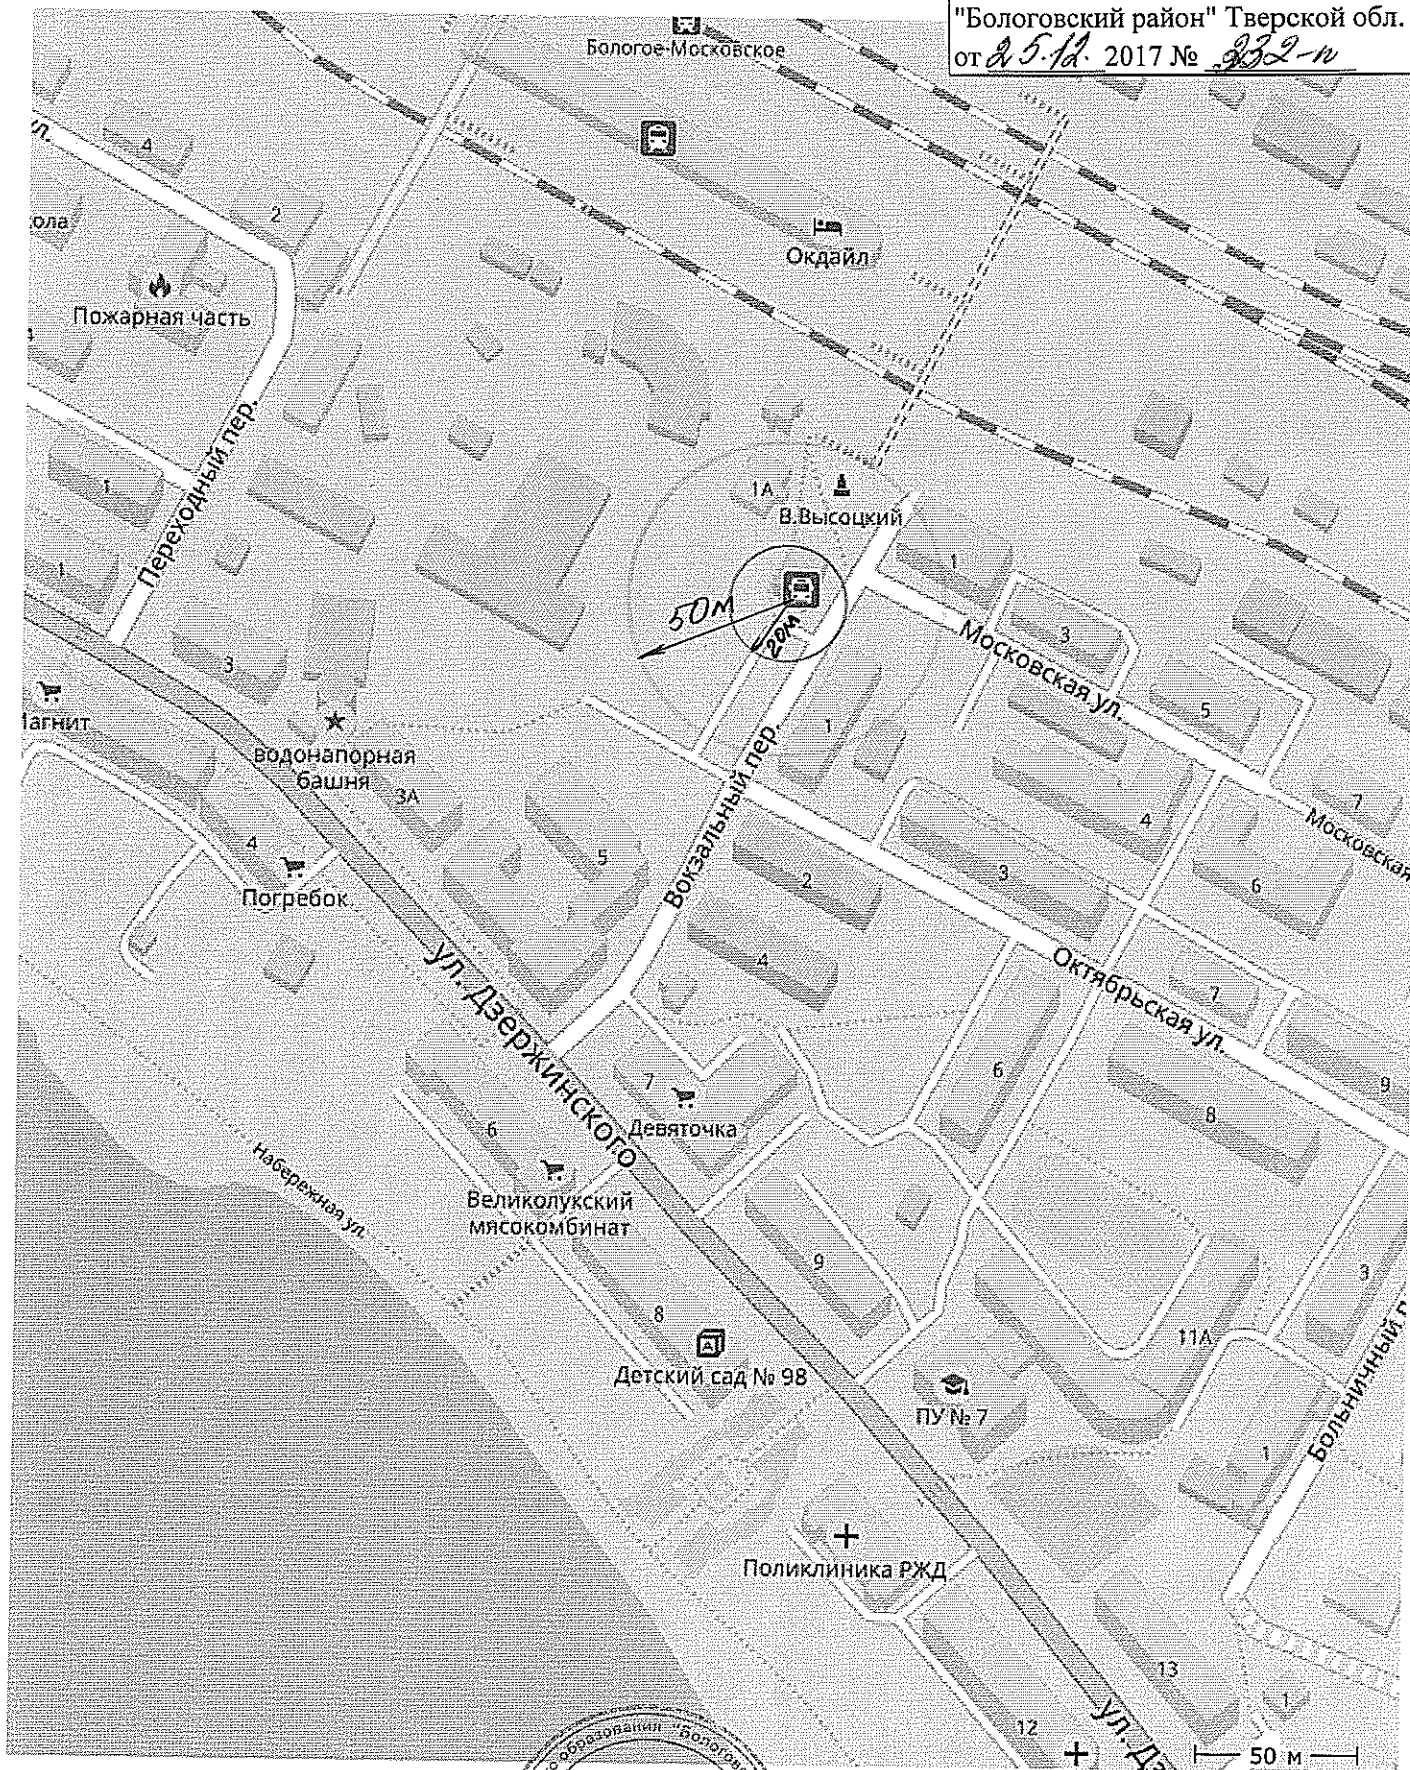 "Бологовский район" Тверской обл.
от 25.12. 2017 № 232-п
Бологое-Московское
ул.
4
2
Окдайл
Пожарная часть
4
Переходный пер.
1
1А
В.Высоцкий
1
1
50м
20м
3
Московская ул.
3
5
1
водонапорная
башня
3А
7
Московская
4
4
Погребок
5
Вокзальный пер.
2
3
6
4
ул. Дзержинского
Октябрьская ул.
7
6
7
9
8
6
Девяточка
Набережная ул.
Великолукский
мясокомбинат
9
3
8
11А
Детский сад № 98
ПУ № 7
1
Поликлиника РЖД
13
1
12
50 м